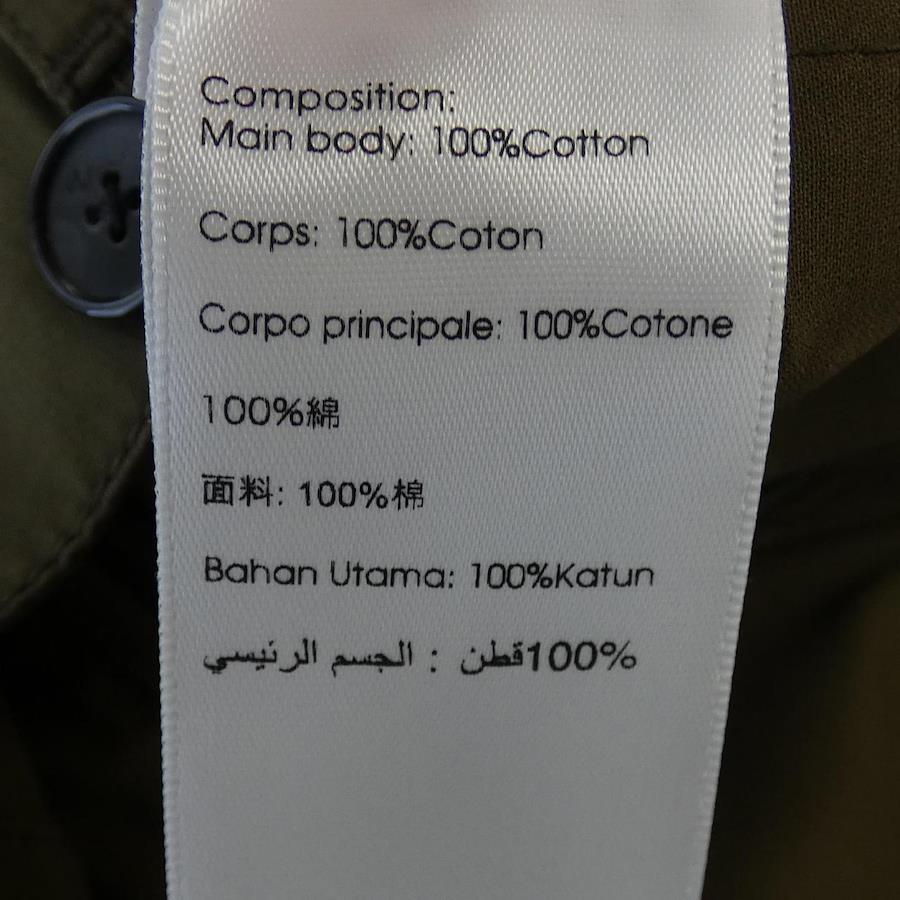 Composition:
Main body: 100%Cotton
Corps: 100%Coton
Corpo principale: 100%Cotone
100%綿
面料: 100%棉
Bahan Utama: 100%Katun
الجسم الرئيسي : قطن100%